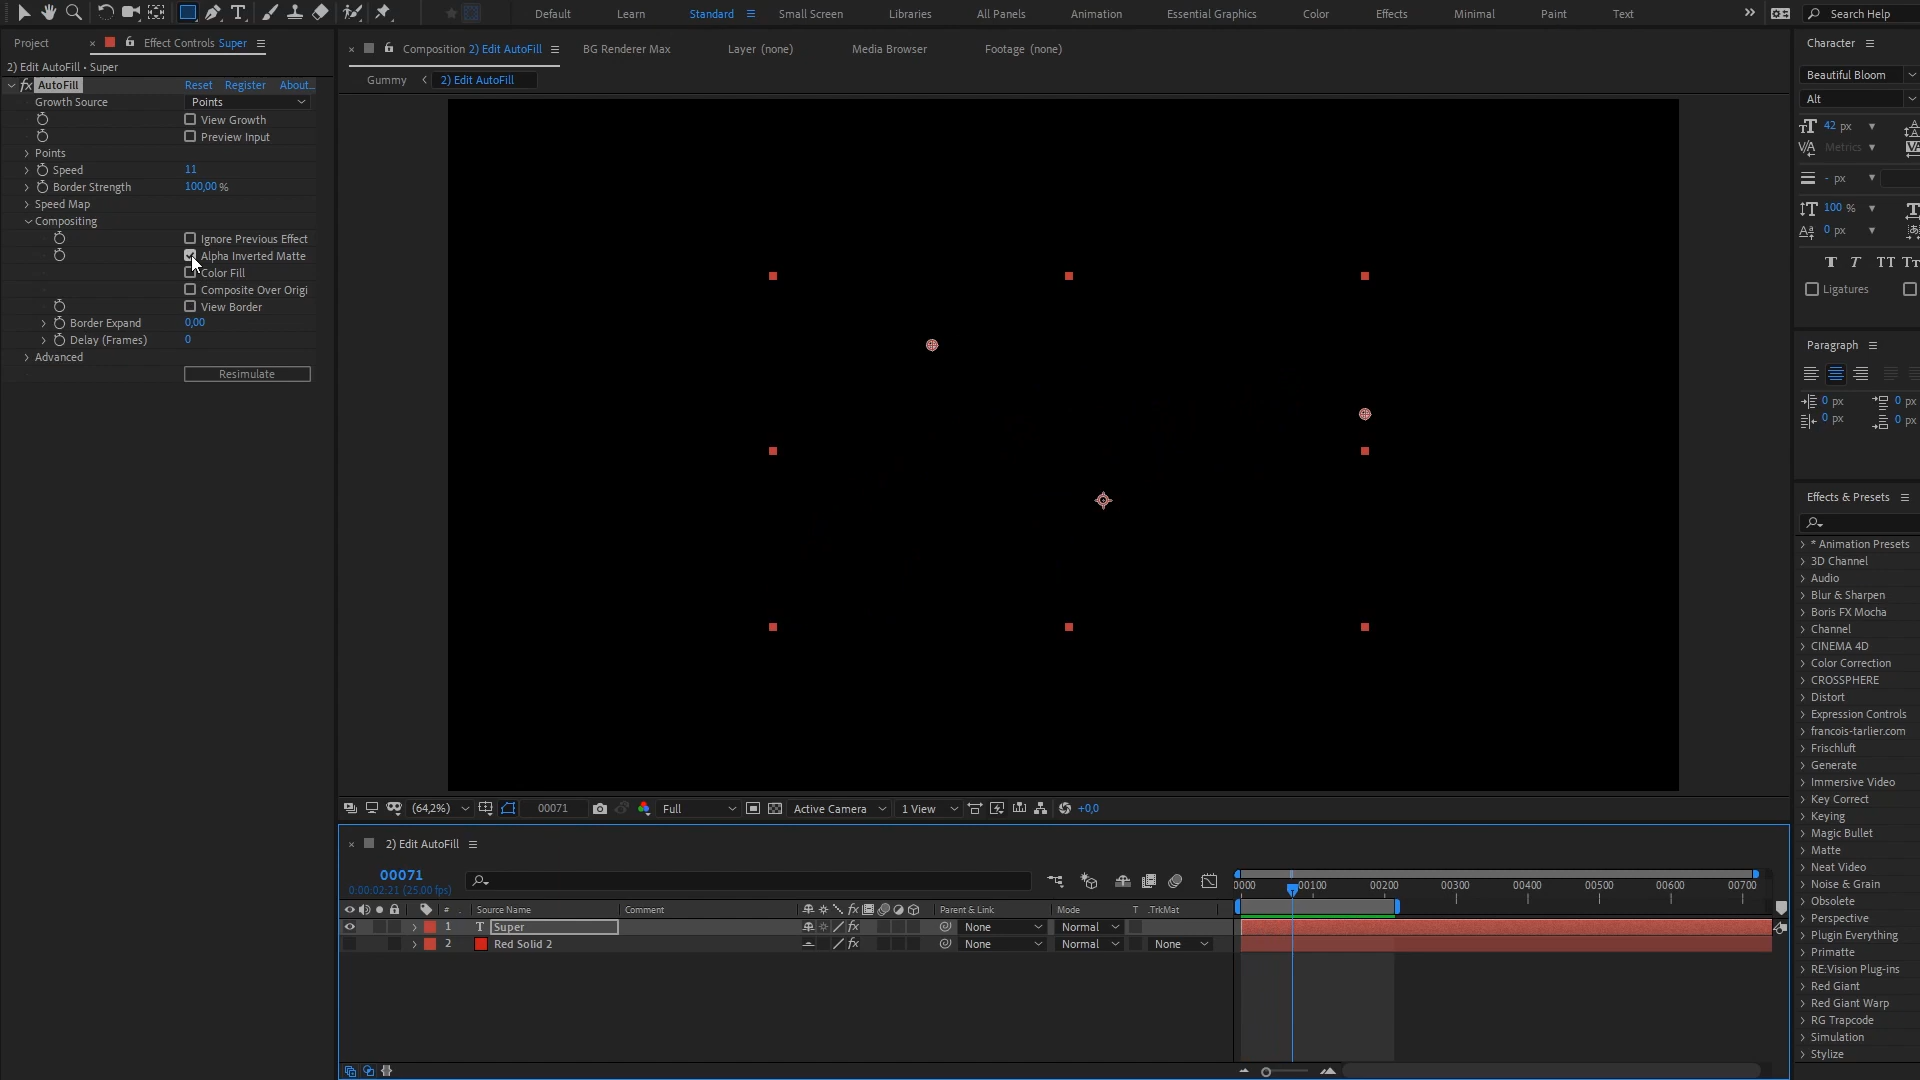 Default Learn Standard Small Screen Libraries All Panels Animation Essential Graphics Color Effects Minimal Paint Text Search Help
Project Effect Controls Super
2) Edit AutoFill • Super
fx AutoFill Reset Register About...
Growth Source Points
View Growth
Preview Input
Points
Speed 11
Border Strength 100,00 %
Speed Map
Compositing
Ignore Previous Effect
Alpha Inverted Matte
Color Fill
Composite Over Origi
View Border
Border Expand 0,00
Delay (Frames) 0
Advanced
Resimulate
Composition 2) Edit AutoFill BG Renderer Max Layer (none) Media Browser Footage (none)
Gummy 2) Edit AutoFill
(64,2%) 00071 Full Active Camera 1 View +0,0
2) Edit AutoFill
00071
0:00:02:21 (25.00 fps)
0000 00100 00200 00300 00400 00500 00600 00700
# Source Name Comment fx Parent & Link Mode T .TrkMat
1 T Super fx None Normal
2 Red Solid 2 fx None Normal None
Character
Beautiful Bloom
Alt
42 px
Metrics
- px
100 %
0 px
T T TT Tт
Ligatures
Paragraph
0 px 0 px
0 px 0 px
Effects & Presets
* Animation Presets
3D Channel
Audio
Blur & Sharpen
Boris FX Mocha
Channel
CINEMA 4D
Color Correction
CROSSPHERE
Distort
Expression Controls
francois-tarlier.com
Frischluft
Generate
Immersive Video
Key Correct
Keying
Magic Bullet
Matte
Neat Video
Noise & Grain
Obsolete
Perspective
Plugin Everything
Primatte
RE:Vision Plug-ins
Red Giant
Red Giant Warp
RG Trapcode
Simulation
Stylize